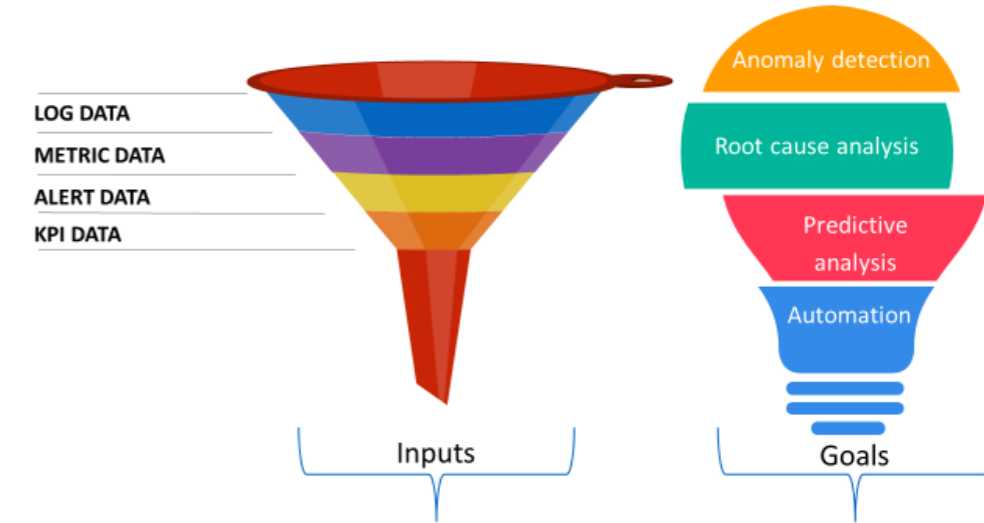 LOG DATA
METRIC DATA
ALERT DATA
KPI DATA
Inputs
Anomaly detection
Root cause analysis
Predictive
analysis
Automation
Goals